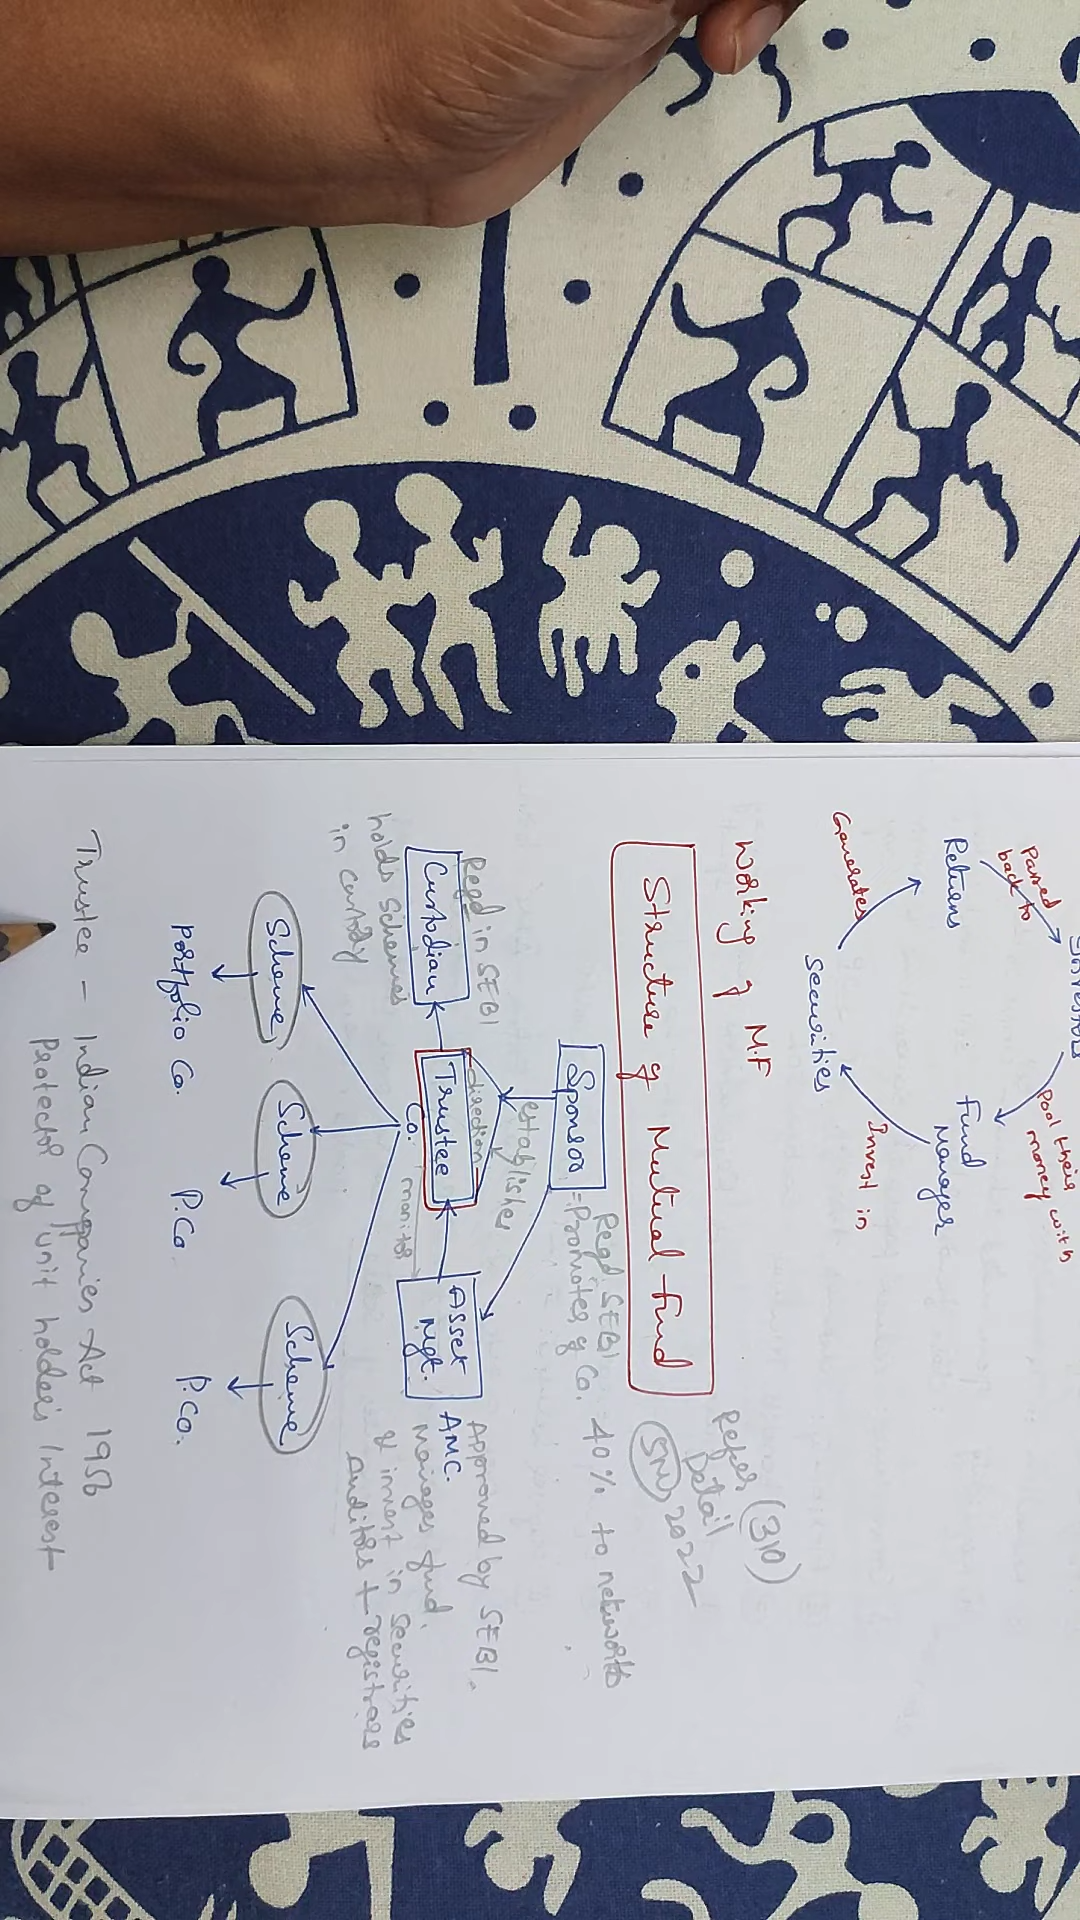 Investors
Passed
back to
Pool their
money with
Returns
Fund
Manager
Generates
Invest in
Securities
Working of M.F
Refer (310)
Detail
SM 2022
Structure of Mutual Fund
Regd. SEBI
Sponsor = Promoter of Co. 40% to networth
establishes
Regd in SEBI
direction
Approved by SEBI.
Custodian
Trustee
Co.
Asset
Mgt.
AMC.
monitor
manages fund.
& invest in securities
auditors + registrars
holds Schemes
in custody
Scheme
Scheme
Scheme
Portfolio Co.
P.Co.
P.Co.
Trustee - Indian Companies Act 1956
Protector of unit holder's Interest